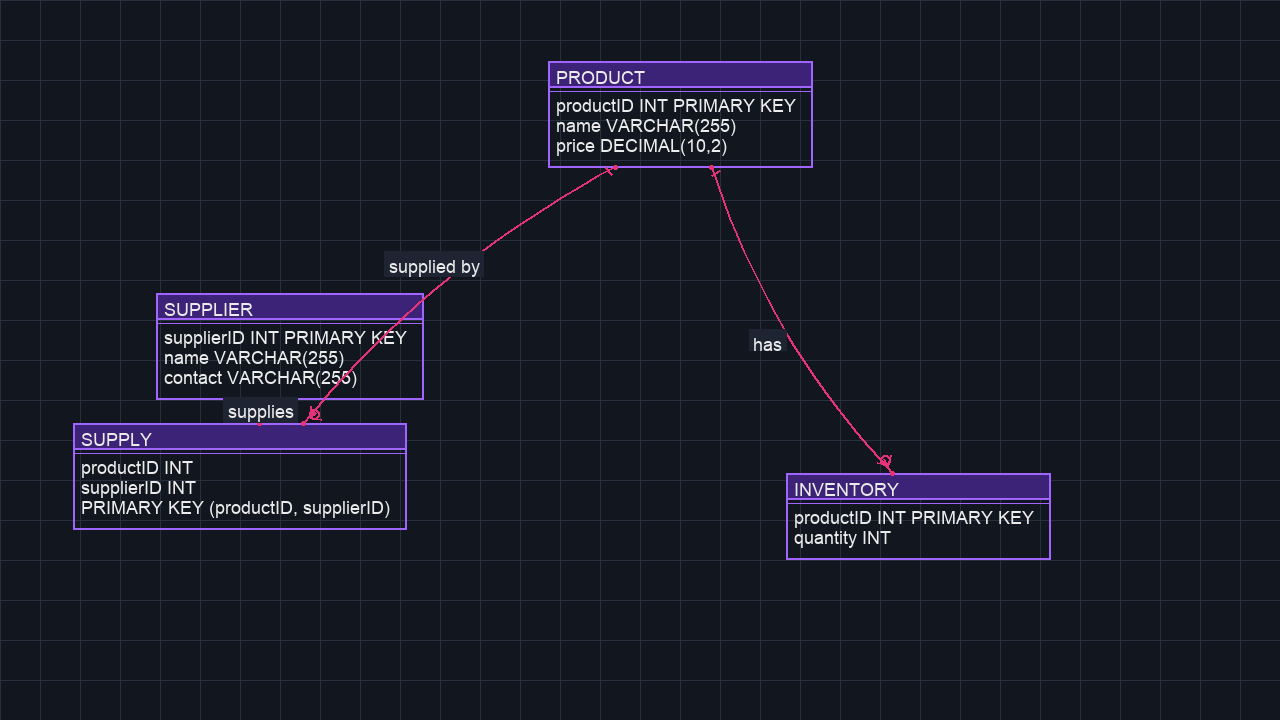 PRODUCT
productID INT PRIMARY KEY
name VARCHAR(255)
price DECIMAL(10,2)
supplied by
SUPPLIER
supplierID INT PRIMARY KEY
name VARCHAR(255)
contact VARCHAR(255)
has
supplies
SUPPLY
productID INT
supplierID INT
PRIMARY KEY (productID, supplierID)
INVENTORY
productID INT PRIMARY KEY
quantity INT